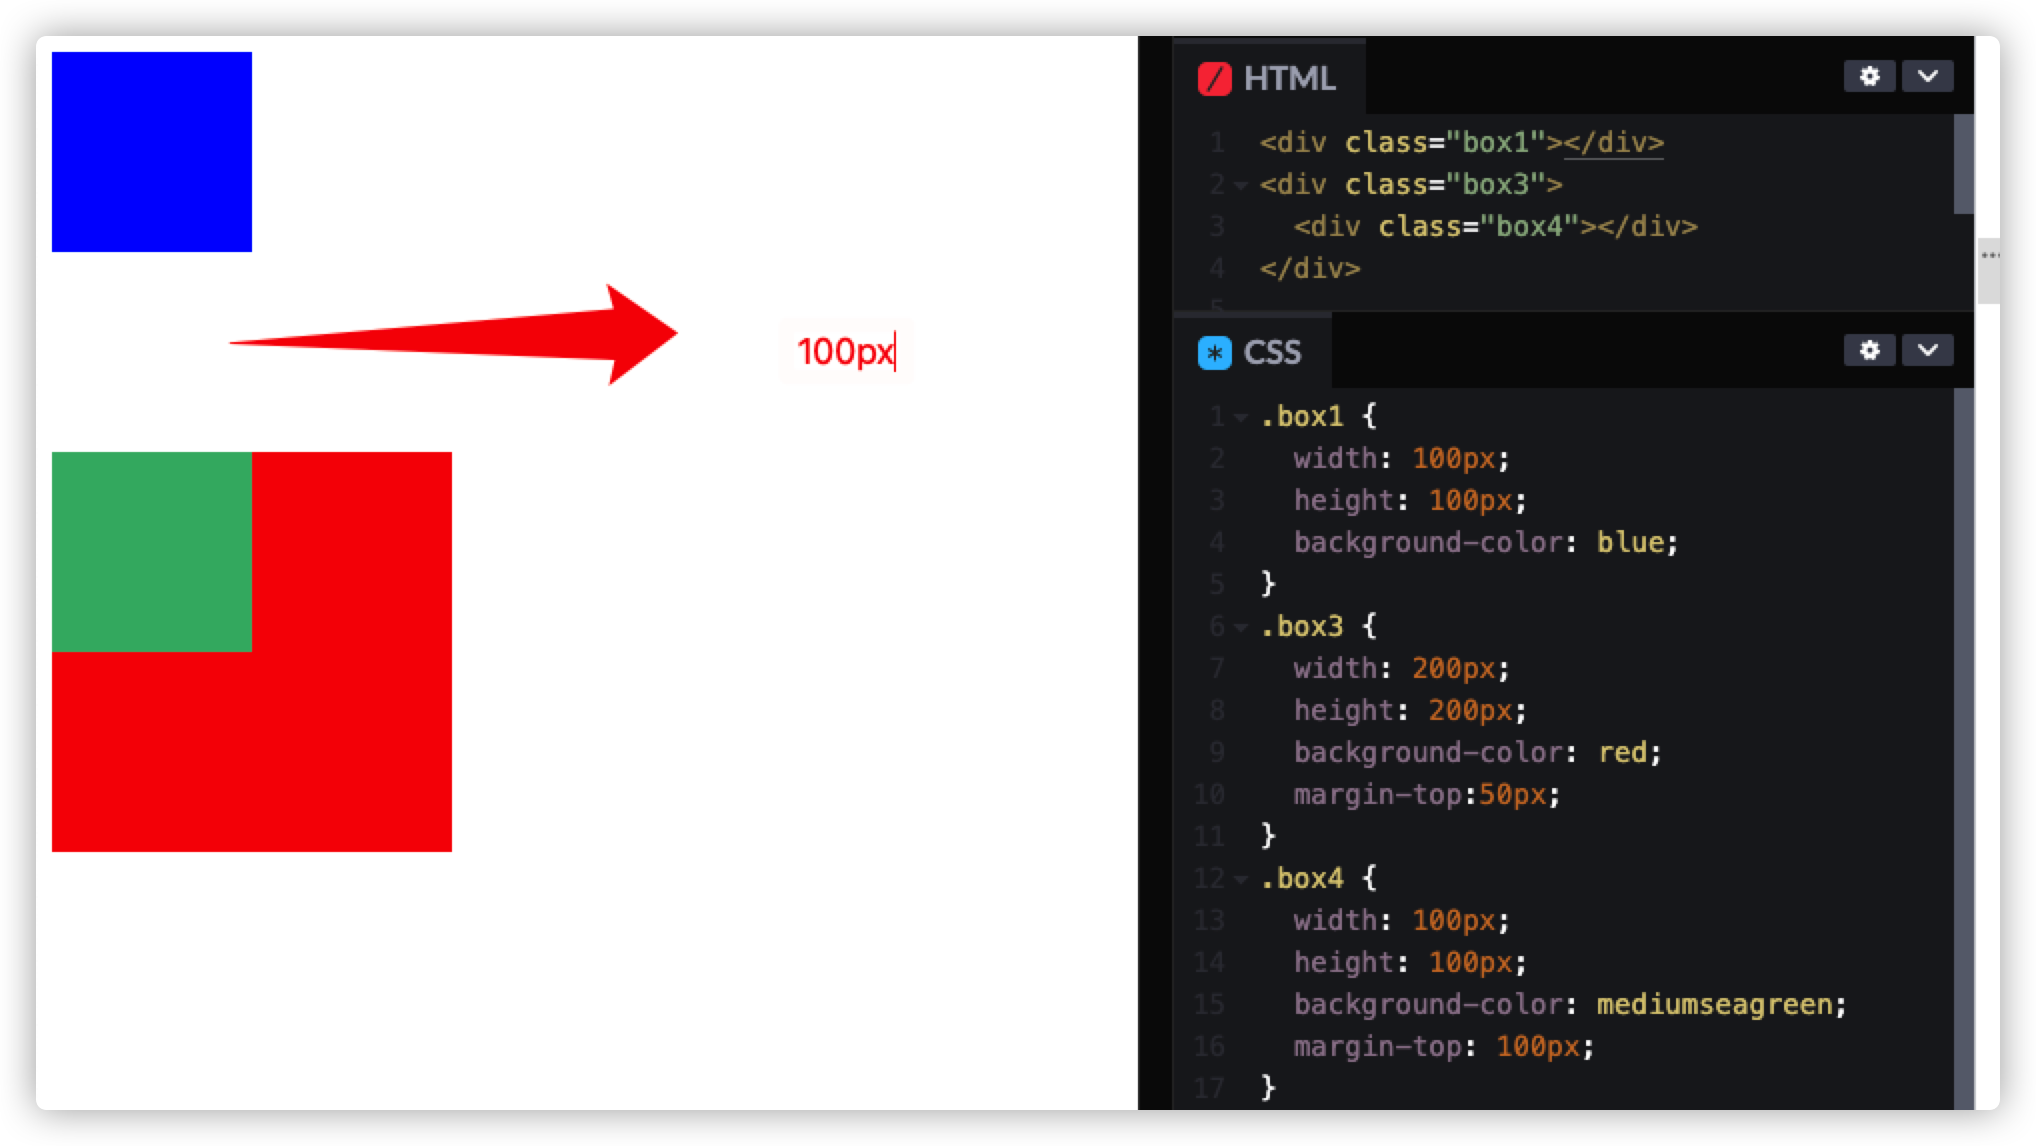 100px
HTML
1 <div class="box1"></div>
2 <div class="box3">
3   <div class="box4"></div>
4 </div>
5
CSS
1 .box1 {
2   width: 100px;
3   height: 100px;
4   background-color: blue;
5 }
6 .box3 {
7   width: 200px;
8   height: 200px;
9   background-color: red;
10   margin-top:50px;
11 }
12 .box4 {
13   width: 100px;
14   height: 100px;
15   background-color: mediumseagreen;
16   margin-top: 100px;
17 }